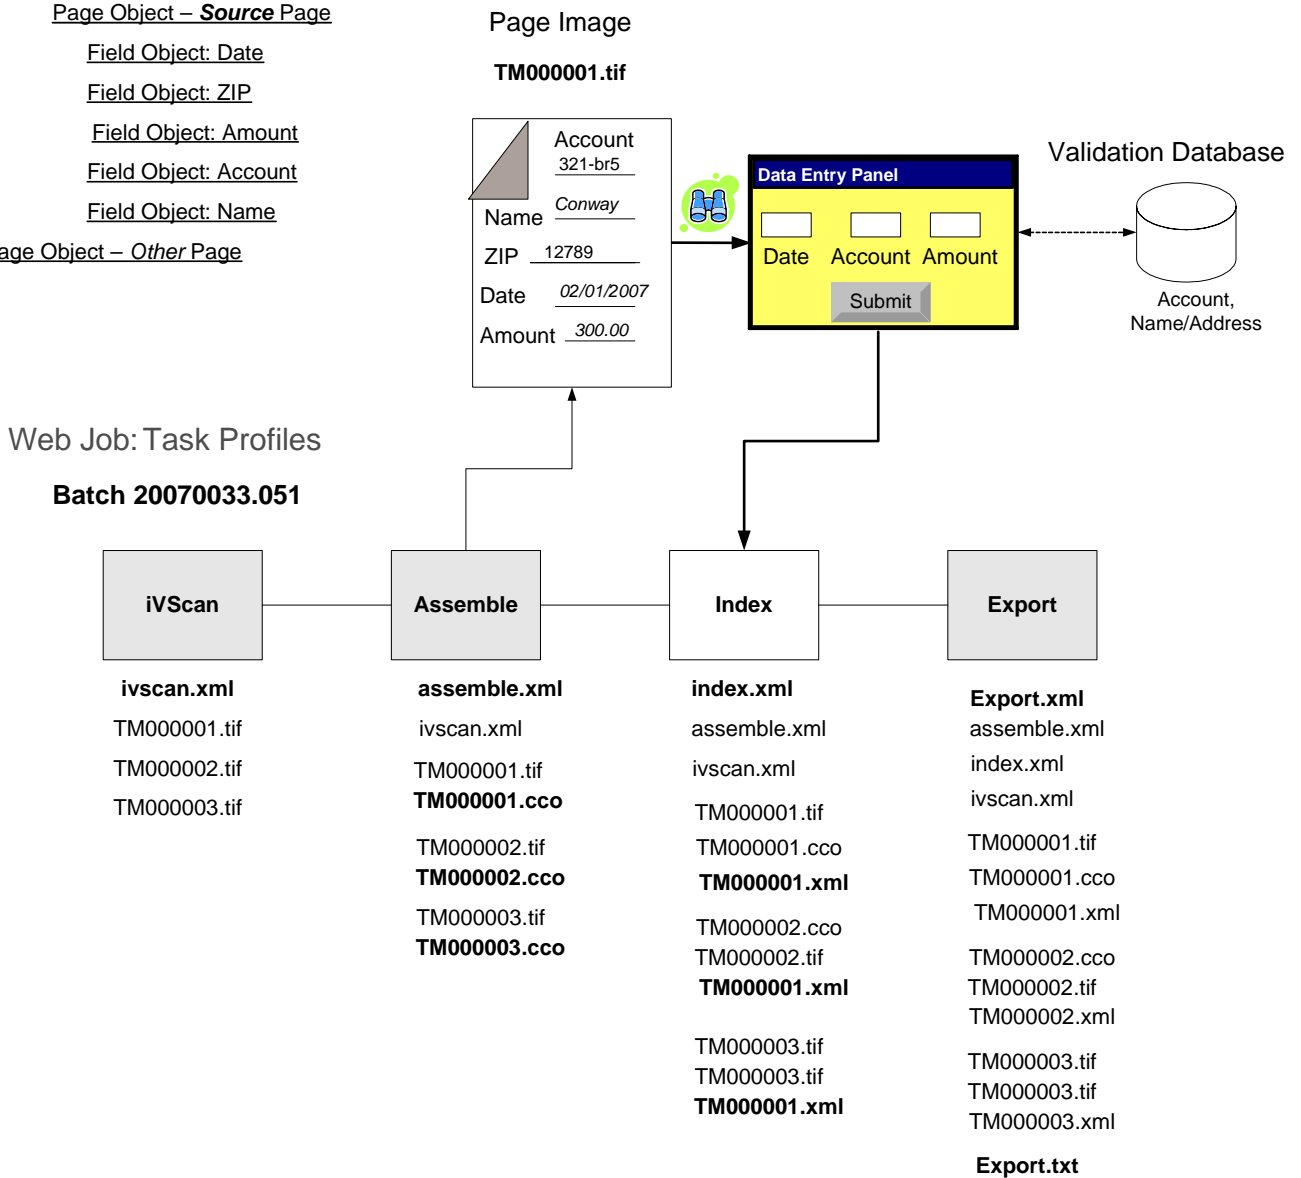 Page Object – Source Page
Field Object: Date
Field Object: ZIP
Field Object: Amount
Field Object: Account
Field Object: Name
age Object – Other Page
Page Image
TM000001.tif
Account
321-br5
Name Conway
ZIP 12789
Date 02/01/2007
Amount 300.00
Data Entry Panel
Date Account Amount
Submit
Validation Database
Account,
Name/Address
Web Job: Task Profiles
Batch 20070033.051
iVScan
Assemble
Index
Export
ivscan.xml
TM000001.tif
TM000002.tif
TM000003.tif
assemble.xml
ivscan.xml
TM000001.tif
TM000001.cco
TM000002.tif
TM000002.cco
TM000003.tif
TM000003.cco
index.xml
assemble.xml
ivscan.xml
TM000001.tif
TM000001.cco
TM000001.xml
TM000002.cco
TM000002.tif
TM000001.xml
TM000003.tif
TM000003.tif
TM000001.xml
Export.xml
assemble.xml
index.xml
ivscan.xml
TM000001.tif
TM000001.cco
TM000001.xml
TM000002.cco
TM000002.tif
TM000002.xml
TM000003.tif
TM000003.tif
TM000003.xml
Export.txt